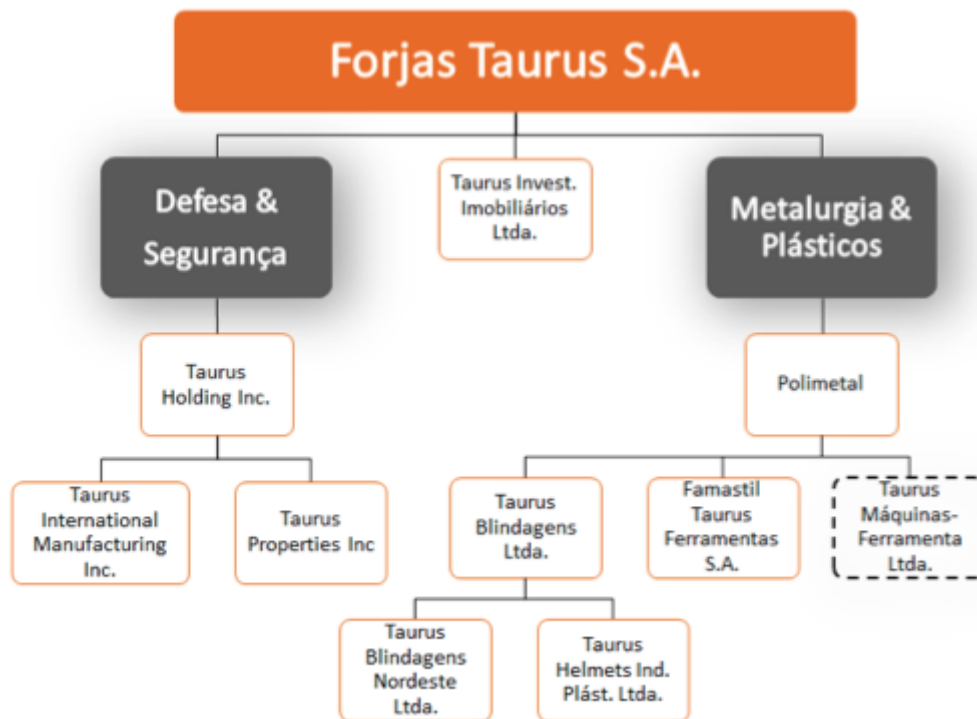 Forjas Taurus S.A.
Defesa &
Segurança
Taurus Invest.
Imobiliários
Ltda.
Metalurgia &
Plásticos
Taurus
Holding Inc.
Polimetal
Taurus
International
Manufacturing
Inc.
Taurus
Properties Inc
Taurus
Blindagens
Ltda.
Famastil
Taurus
Ferramentas
S.A.
Taurus
Máquinas-
Ferramenta
Ltda.
Taurus
Blindagens
Nordeste
Ltda.
Taurus
Helmets Ind.
Plást. Ltda.